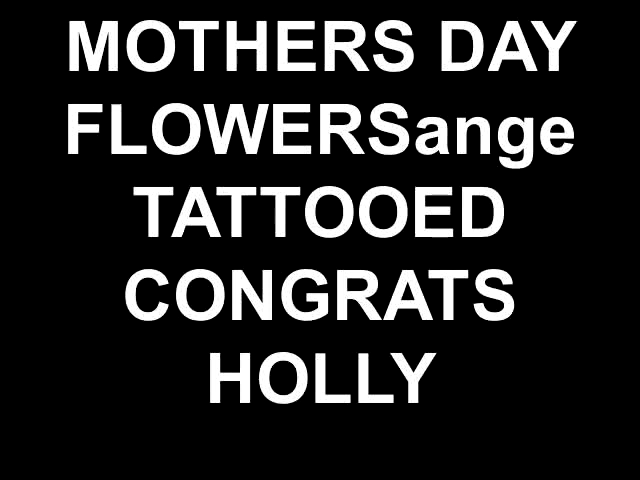 MOTHERS DAY
FLOWERSange
TATTOOED
CONGRATS
HOLLY